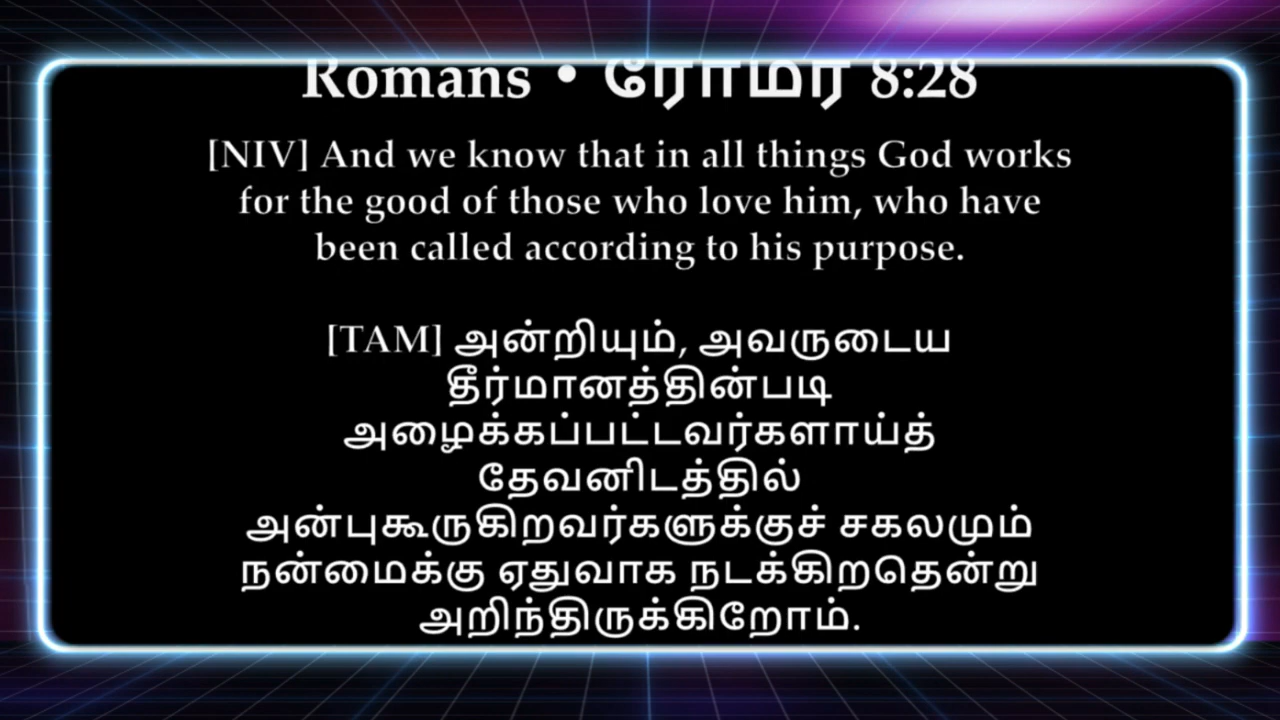 Romans • ரோமர் 8:28
[NIV] And we know that in all things God works
for the good of those who love him, who have
been called according to his purpose.
[TAM] அன்றியும், அவருடைய
தீர்மானத்தின்படி
அழைக்கப்பட்டவர்களாய்த்
தேவனிடத்தில்
அன்புகூருகிறவர்களுக்குச் சகலமும்
நன்மைக்கு ஏதுவாக நடக்கிறதென்று
அறிந்திருக்கிறோம்.